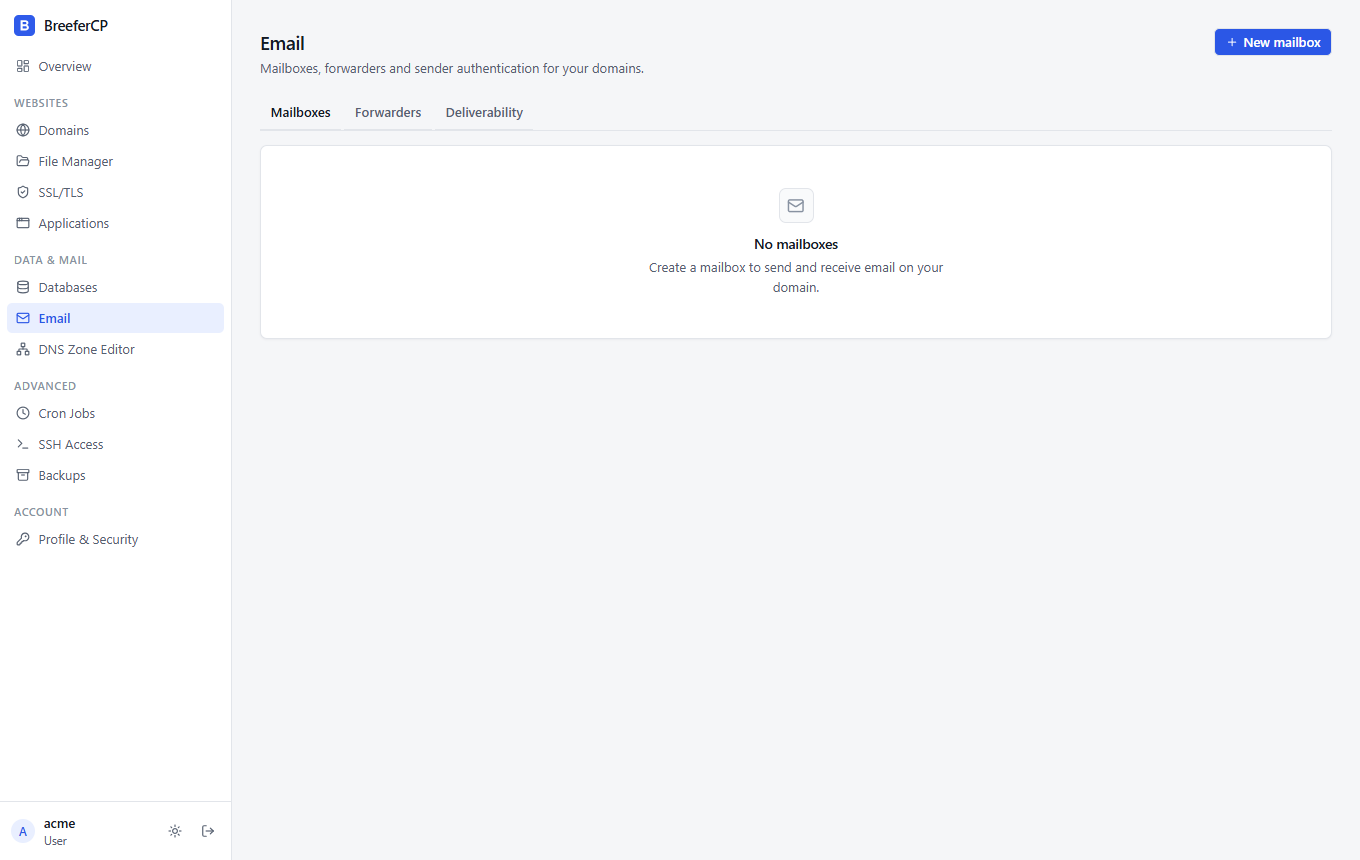 B BreeferCP
Overview
WEBSITES
Domains
File Manager
SSL/TLS
Applications
DATA & MAIL
Databases
Email
DNS Zone Editor
ADVANCED
Cron Jobs
SSH Access
Backups
ACCOUNT
Profile & Security
A acme
User
Email
New mailbox
Mailboxes, forwarders and sender authentication for your domains.
Mailboxes Forwarders Deliverability
No mailboxes
Create a mailbox to send and receive email on your
domain.